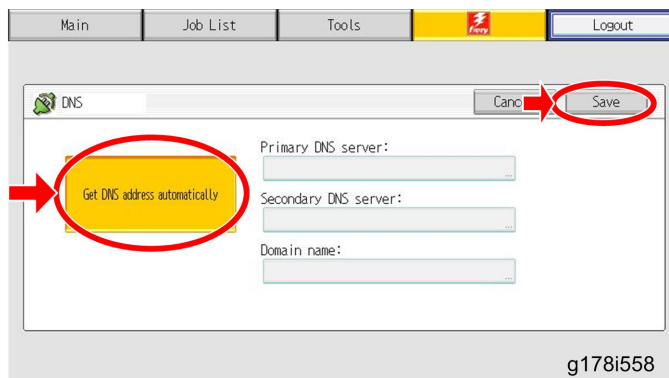 Main
Job List
Tools
fiery
Logout
DNS
Save
Get DNS address automatically
Primary DNS server:
...
Secondary DNS server:
...
Domain name:
...
g178i558